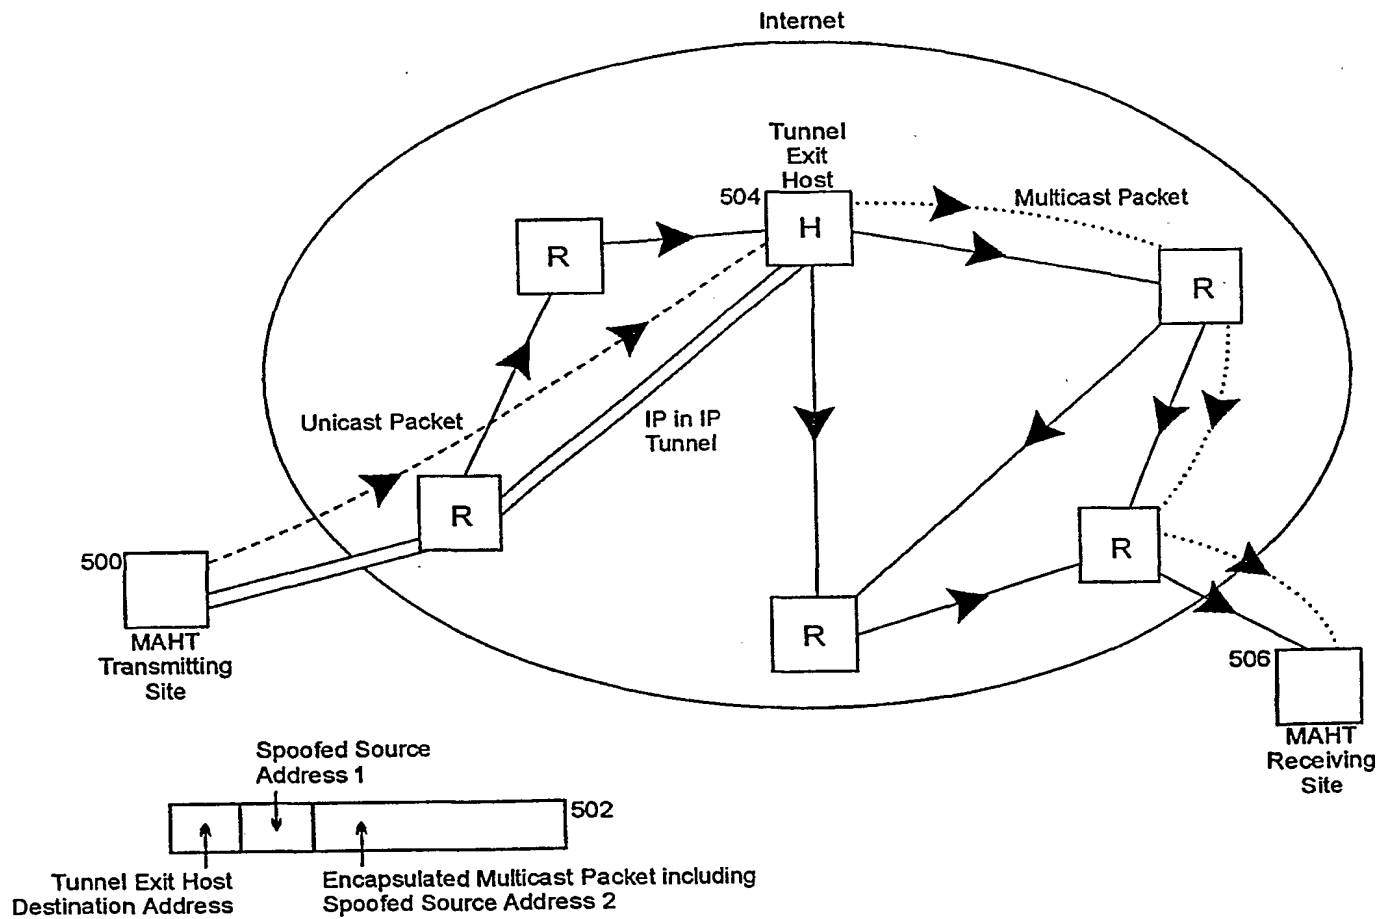 Internet
Tunnel
Exit
Host
504
H
Multicast Packet
R
R
Unicast Packet
IP in IP
Tunnel
R
R
500
MAHT
Transmitting
Site
R
506
MAHT
Receiving
Site
Spoofed Source
Address 1
502
Tunnel Exit Host
Destination Address
Encapsulated Multicast Packet including
Spoofed Source Address 2